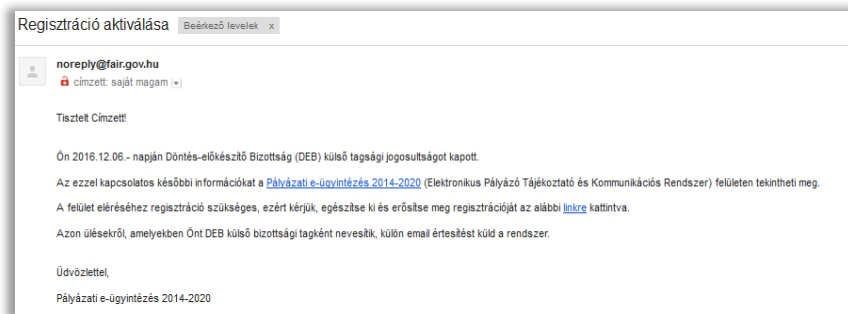 Regisztráció aktiválása Beérkező levelek x
noreply@fair.gov.hu
címzett: saját magam
Tisztelt Címzett!
Ön 2016.12.06.- napján Döntés-előkészítő Bizottság (DEB) külső tagsági jogosultságot kapott.
Az ezzel kapcsolatos későbbi információkat a Pályázati e-ügyintézés 2014-2020 (Elektronikus Pályázó Tájékoztató és Kommunikációs Rendszer) felületen tekintheti meg.
A felület eléréséhez regisztráció szükséges, ezért kérjük, egészítse ki és erősítse meg regisztrációját az alábbi linkre kattintva.
Azon ülésekről, amelyekben Önt DEB külső bizottsági tagként nevesítik, külön email értesítést küld a rendszer.
Üdvözlettel,
Pályázati e-ügyintézés 2014-2020